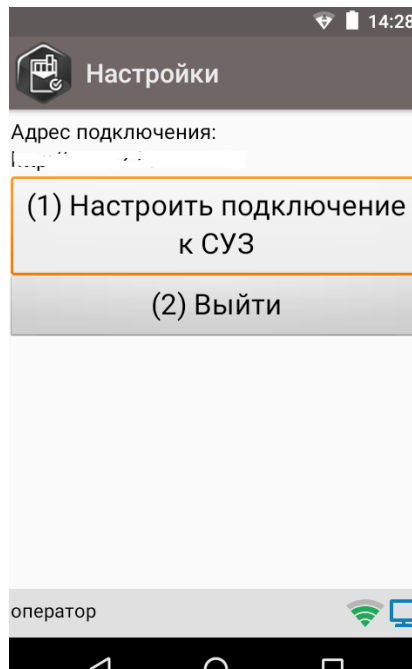 14:28
Настройки
Адрес подключения:
(1) Настроить подключение
к СУЗ
(2) Выйти
оператор